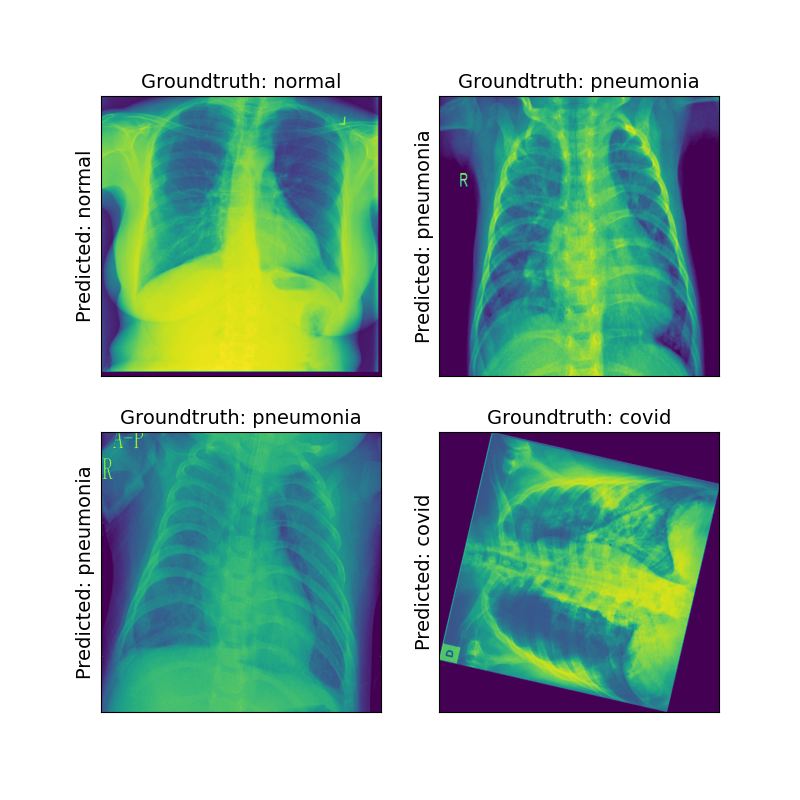 Groundtruth: normal
Predicted: normal
L
Groundtruth: pneumonia
Predicted: pneumonia
R
Groundtruth: pneumonia
Predicted: pneumonia
A-P
R
Groundtruth: covid
Predicted: covid
D